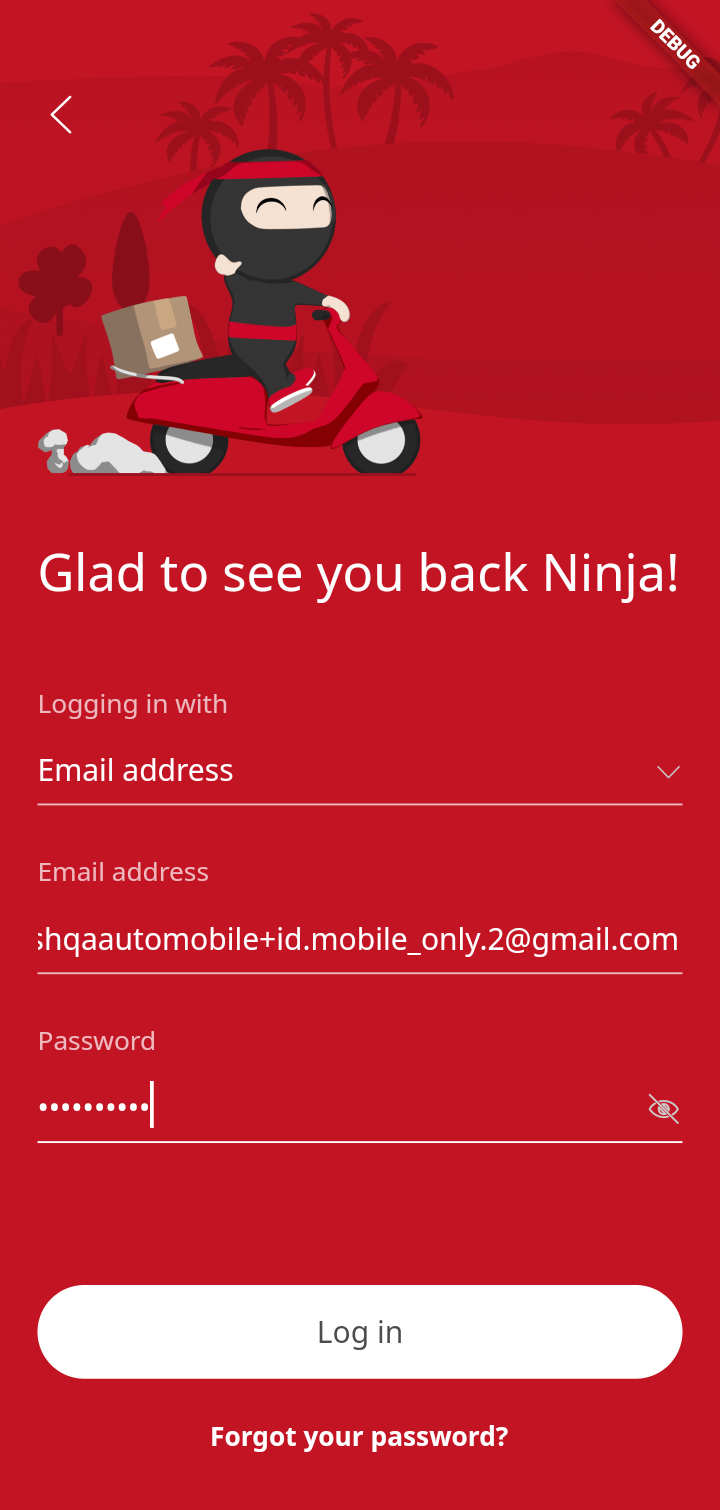 DEBUG
Glad to see you back Ninja!
Logging in with
Email address
Email address
shqaautomobile+id.mobile_only.2@gmail.com
Password
••••••••••
Log in
Forgot your password?